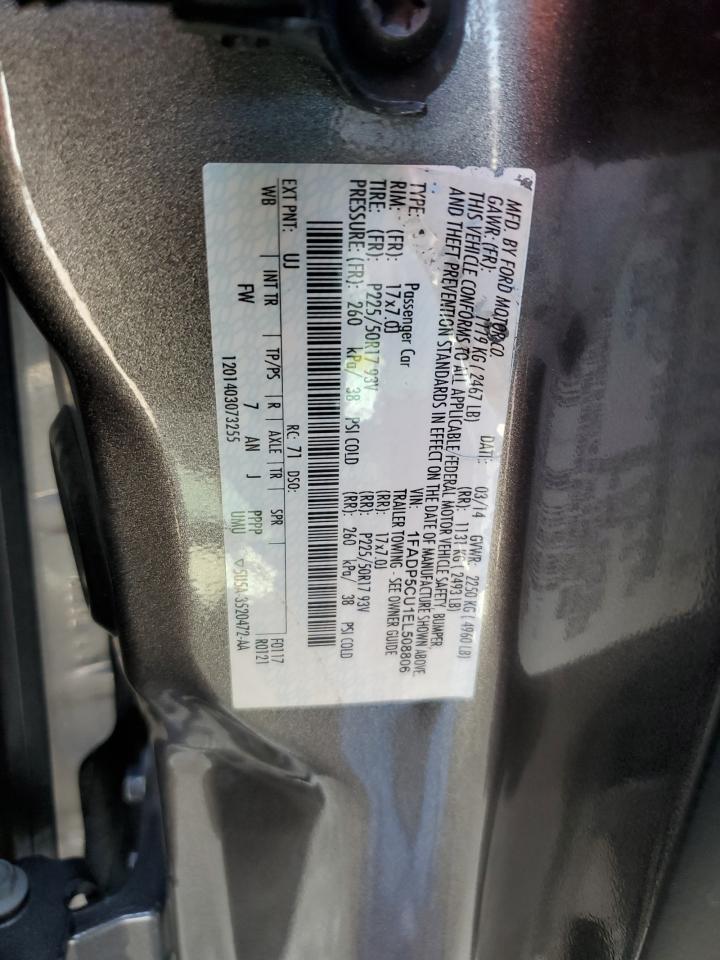 MFD. BY FORD MOTOR CO.
DATE: 03/14 GVWR: 2250 KG ( 4960 LB)
GAWR: (FR): 1119 KG ( 2467 LB) (RR): 1131 KG ( 2493 LB)
THIS VEHICLE CONFORMS TO ALL APPLICABLE FEDERAL MOTOR VEHICLE SAFETY, BUMPER,
AND THEFT PREVENTION STANDARDS IN EFFECT ON THE DATE OF MANUFACTURE SHOWN ABOVE.
VIN: 1FADP5CU1EL508806
TYPE: Passenger Car TRAILER TOWING - SEE OWNER GUIDE
RIM: (FR): 17x7.0J (RR): 17x7.0J
TIRE: (FR): P225/50R17 93V (RR): P225/50R17 93V
PRESSURE: (FR): 260 kPa/ 38 PSI COLD (RR): 260 kPa/ 38 PSI COLD
EXT PNT: UJ RC: 71 DSO: F0117
WB INT TR TP/PS R AXLE TR SPR R0121
FW 7 AN J PPPP
1201403073255 UMU ▽5U5A-3520472-AA